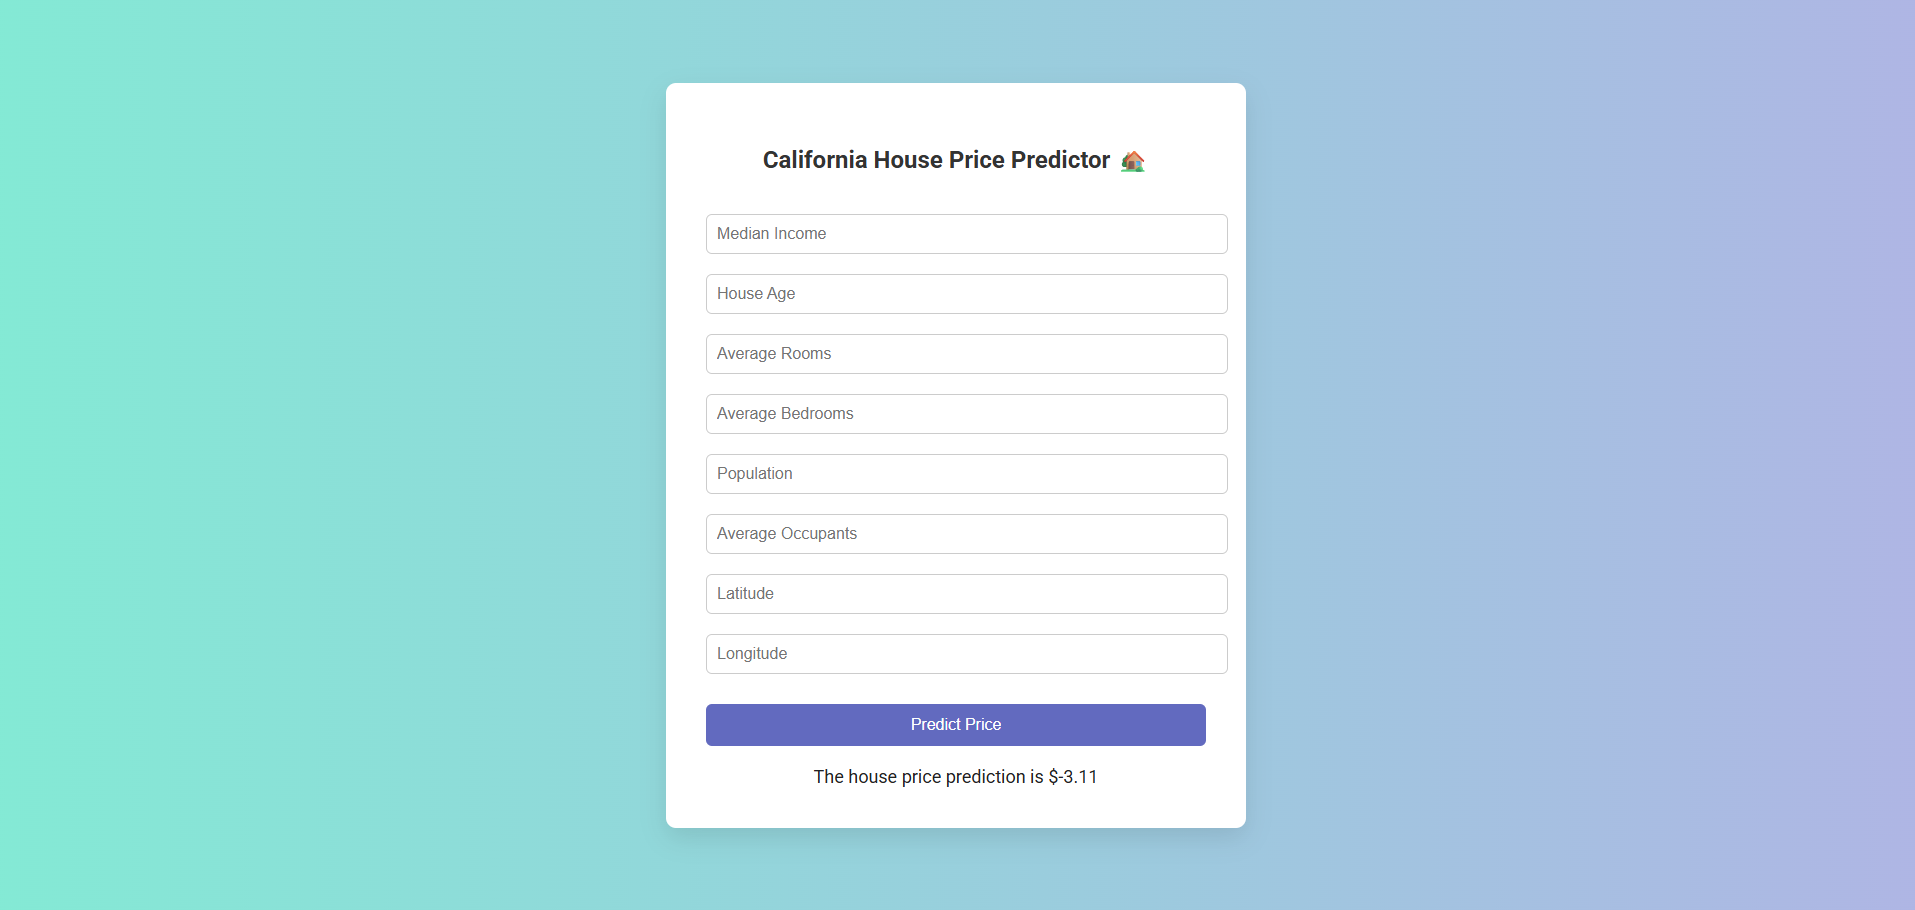 California House Price Predictor 🏡
Median Income
House Age
Average Rooms
Average Bedrooms
Population
Average Occupants
Latitude
Longitude
Predict Price
The house price prediction is $-3.11